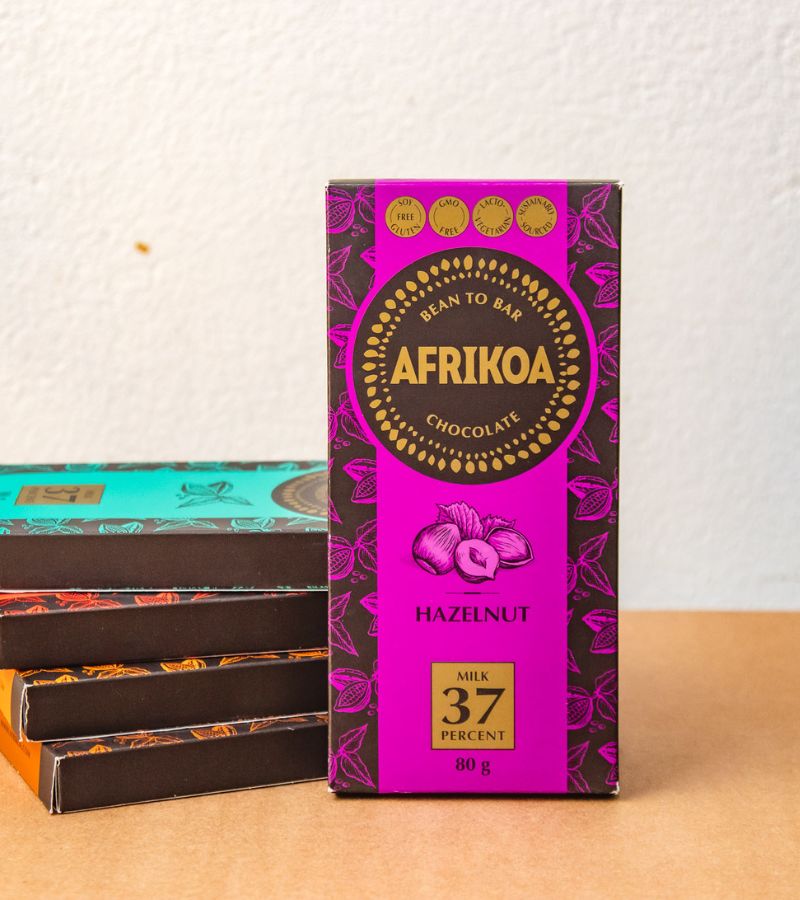 SOY
FREE
GLUTEN
GMO
FREE
LACTO-
VEGETARIAN
SUSTAINABLY
SOURCED
BEAN TO BAR
AFRIKOA
CHOCOLATE
HAZELNUT
MILK
37
PERCENT
80 g
37